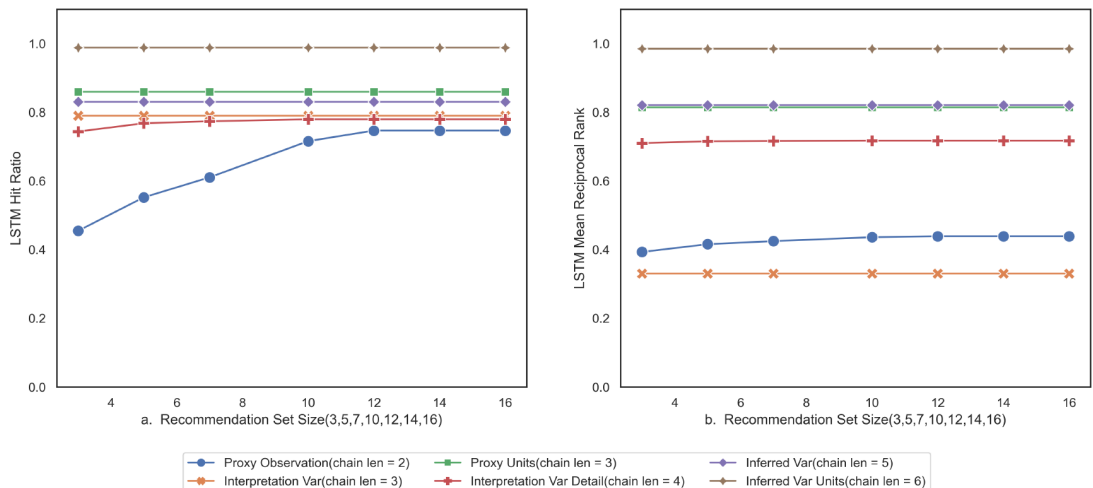 1.0
0.8
0.6
0.4
0.2
0.0
LSTM Hit Ratio
4 6 8 10 12 14 16
a. Recommendation Set Size(3,5,7,10,12,14,16)
1.0
0.8
0.6
0.4
0.2
0.0
LSTM Mean Reciprocal Rank
4 6 8 10 12 14 16
b. Recommendation Set Size(3,5,7,10,12,14,16)
Proxy Observation(chain len = 2) Proxy Units(chain len = 3) Inferred Var(chain len = 5)
Interpretation Var(chain len = 3) Interpretation Var Detail(chain len = 4) Inferred Var Units(chain len = 6)